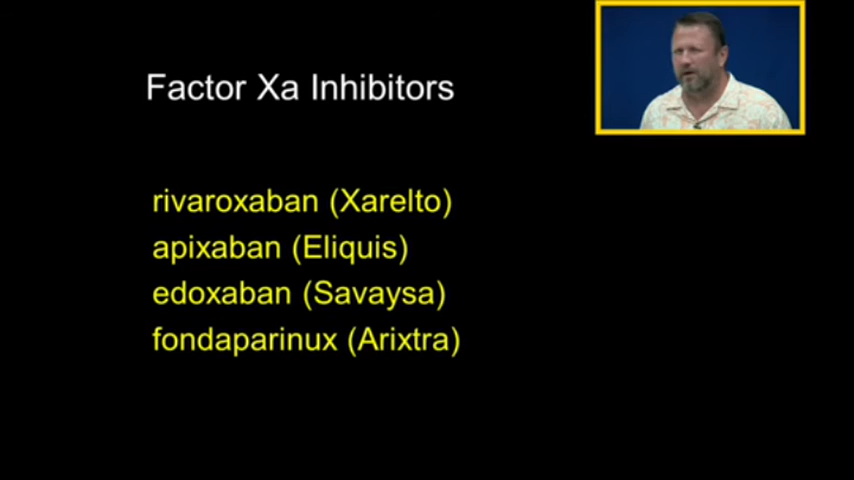 Factor Xa Inhibitors
rivaroxaban (Xarelto)
apixaban (Eliquis)
edoxaban (Savaysa)
fondaparinux (Arixtra)